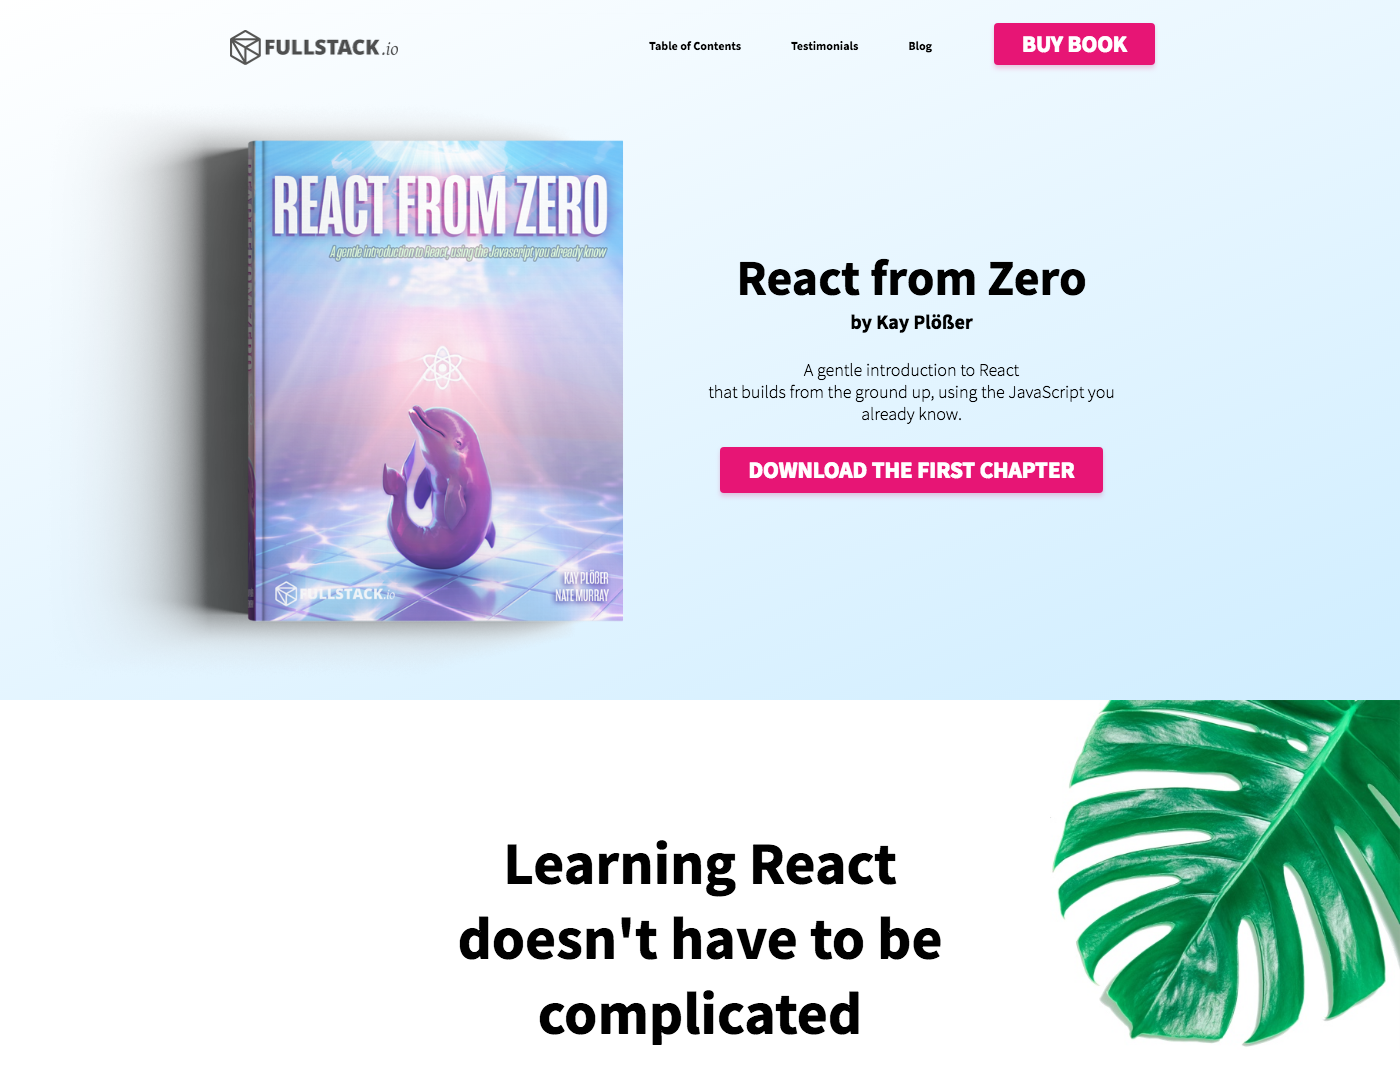 FULLSTACK.io
Table of Contents
Testimonials
Blog
BUY BOOK
REACT FROM ZERO
A gentle introduction to React, using the Javascript you already know
FULLSTACK.io
KAY PLÖßER
NATE MURRAY
React from Zero
by Kay Plößer
A gentle introduction to React
that builds from the ground up, using the JavaScript you
already know.
DOWNLOAD THE FIRST CHAPTER
Learning React
doesn't have to be
complicated